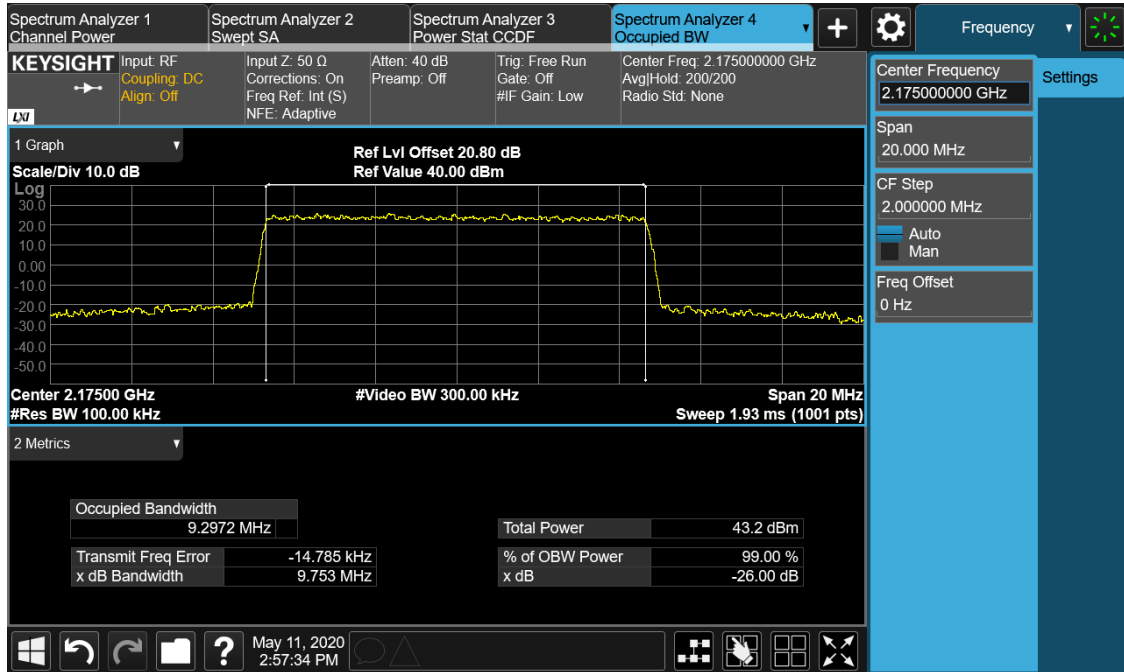 Spectrum Analyzer 1
Channel Power
Spectrum Analyzer 2
Swept SA
Spectrum Analyzer 3
Power Stat CCDF
Spectrum Analyzer 4
Occupied BW
+
Frequency
KEYSIGHT
LXI
Input: RF
Coupling: DC
Align: Off
Input Z: 50 Ω
Corrections: On
Freq Ref: Int (S)
NFE: Adaptive
Atten: 40 dB
Preamp: Off
Trig: Free Run
Gate: Off
#IF Gain: Low
Center Freq: 2.175000000 GHz
Avg|Hold: 200/200
Radio Std: None
Center Frequency
2.175000000 GHz
Settings
Span
20.000 MHz
CF Step
2.000000 MHz
Auto
Man
Freq Offset
0 Hz
1 Graph
Scale/Div 10.0 dB
Ref Lvl Offset 20.80 dB
Ref Value 40.00 dBm
Log
30.0
20.0
10.0
0.00
-10.0
-20.0
-30.0
-40.0
-50.0
Center 2.17500 GHz
#Video BW 300.00 kHz
Span 20 MHz
#Res BW 100.00 kHz
Sweep 1.93 ms (1001 pts)
2 Metrics
Occupied Bandwidth
9.2972 MHz
Total Power 43.2 dBm
Transmit Freq Error -14.785 kHz
% of OBW Power 99.00 %
x dB Bandwidth 9.753 MHz
x dB -26.00 dB
?
May 11, 2020
2:57:34 PM